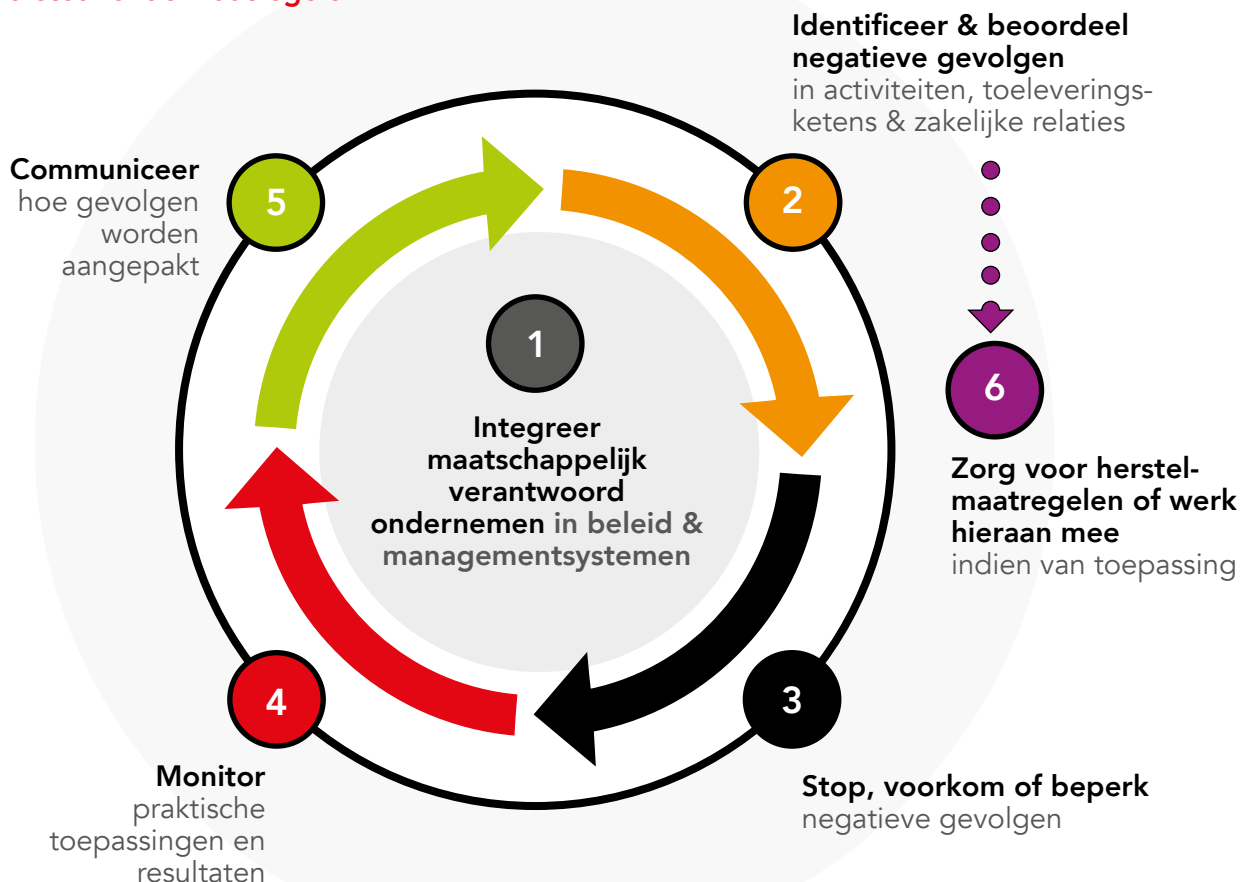 1
Integreer
maatschappelijk
verantwoord
ondernemen in beleid &
managementsystemen
2
Identificeer & beoordeel
negatieve gevolgen
in activiteiten, toeleverings-
ketens & zakelijke relaties
3
Stop, voorkom of beperk
negatieve gevolgen
4
Monitor
praktische
toepassingen en
resultaten
5
Communiceer
hoe gevolgen
worden
aangepakt
6
Zorg voor herstel-
maatregelen of werk
hieraan mee
indien van toepassing